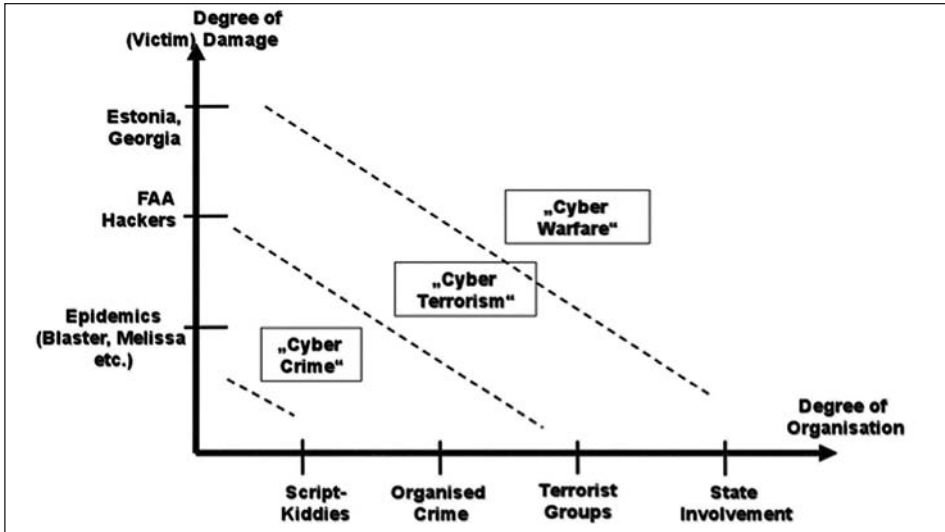 Degree of
(Victim) Damage
Estonia,
Georgia
FAA
Hackers
Epidemics
(Blaster, Melissa
etc.)
„Cyber
Warfare“
„Cyber
Terrorism“
„Cyber
Crime“
Degree of
Organisation
Script-
Kiddies
Organised
Crime
Terrorist
Groups
State
Involvement